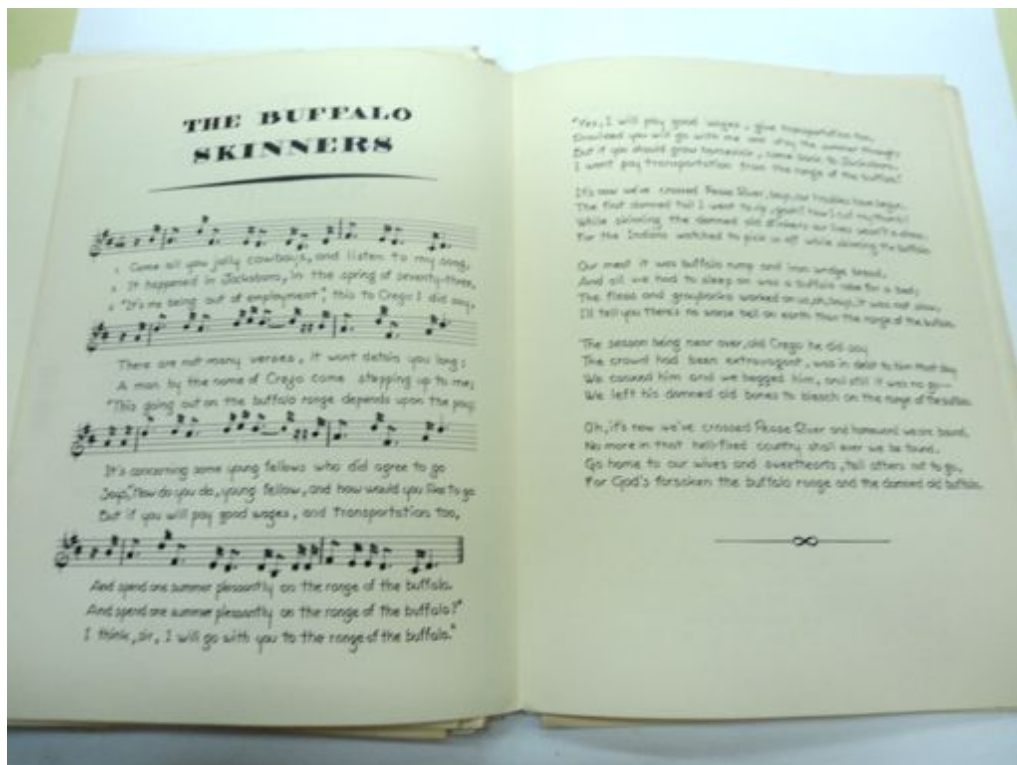 THE BUFFALO
SKINNERS
1 Come all you jolly cowboys, and listen to my song,
2 It happened in Jacksboro, in the spring of seventy-three,
3 "It's me being out of employment", this to Crego I did say,
There are not many verses, it wont detain you long;
A man by the name of Crego came stepping up to me;
"This going out on the buffalo range depends upon the pay;
It's concerning some young fellows who did agree to go
Says, "How do you do, young fellow, and how would you like to go
But if you will pay good wages, and Transportation too,
And spend one summer pleasantly on the range of the buffalo.
And spend one summer pleasantly on the range of the buffalo?"
I think, sir, I will go with you to the range of the buffalo."
"Yes, I will pay good wages, give transportation too,
Provided you will go with me and stay the summer through;
But if you should grow homesick, come back to Jacksboro,
I want pay transportation from the range of the buffalo."
It's now we've crossed Pease River, boys, our troubles have begun.
The first damned tail I went to rip, gosh! how I cut my thumb!
While skinning the damned old stinkers our lives wasn't a show,
For the Indians watched to pick us off while skinning the buffalo.
Our meat it was buffalo rump and iron wedge bread,
And all we had to sleep on was a buffalo robe for a bed;
The fleas and graybacks worked on us, oh, boys, it was not slow,
I'll tell you there's no worse hell on earth than the range of the buffalo.
The season being near over, old Crego he did say
The crowd had been extravagant, was in debt to him that day
We coaxed him and we begged him, and still it was no go—
We left his damned old bones to bleach on the range of the buffalo.
Oh, it's now we've crossed Pease River and homeward we are bound,
No more in that hell-fired country shall ever we be found.
Go home to our wives and sweethearts, tell others not to go,
For God's forsaken the buffalo range and the damned old buffalo.